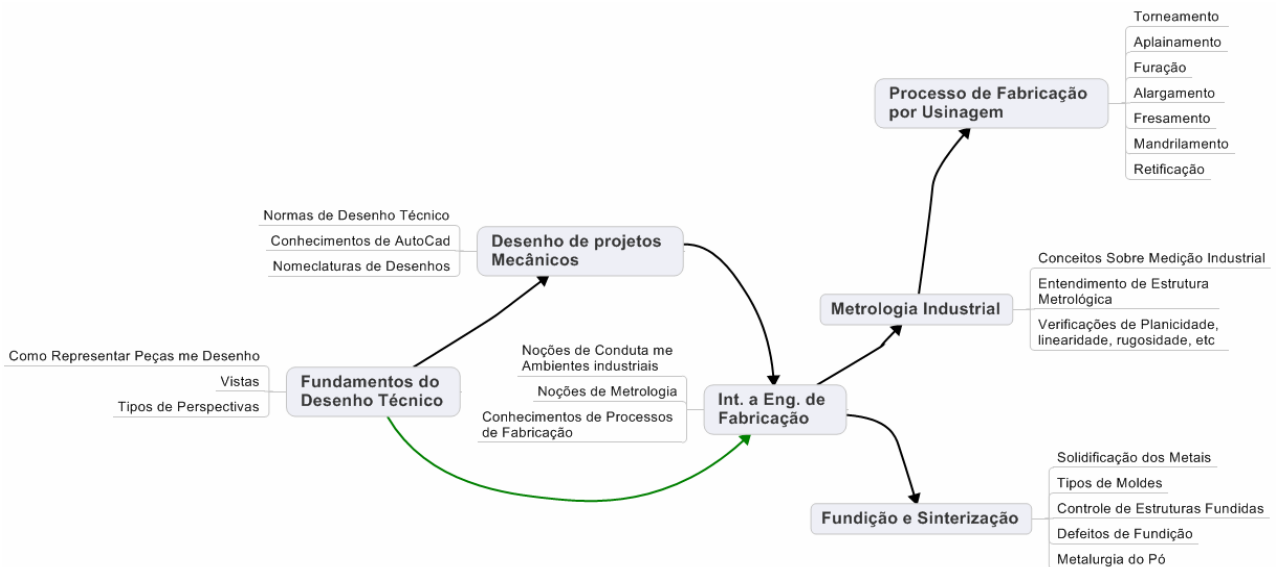 Torneamento
Aplainamento
Furação
Alargamento
Fresamento
Mandrilamento
Retificação
Processo de Fabricação
por Usinagem
Normas de Desenho Técnico
Conhecimentos de AutoCad
Nomeclaturas de Desenhos
Desenho de projetos
Mecânicos
Conceitos Sobre Medição Industrial
Entendimento de Estrutura
Metrológica
Verificações de Planicidade,
linearidade, rugosidade, etc
Metrologia Industrial
Como Representar Peças me Desenho
Vistas
Tipos de Perspectivas
Fundamentos do
Desenho Técnico
Noções de Conduta me
Ambientes industriais
Noções de Metrologia
Conhecimentos de Processos
de Fabricação
Int. a Eng. de
Fabricação
Fundição e Sinterização
Solidificação dos Metais
Tipos de Moldes
Controle de Estruturas Fundidas
Defeitos de Fundição
Metalurgia do Pó